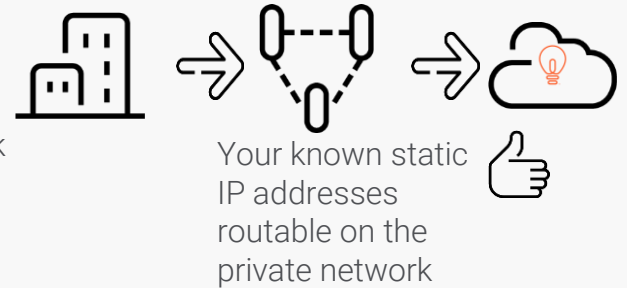 Your known static
IP addresses
routable on the
private network